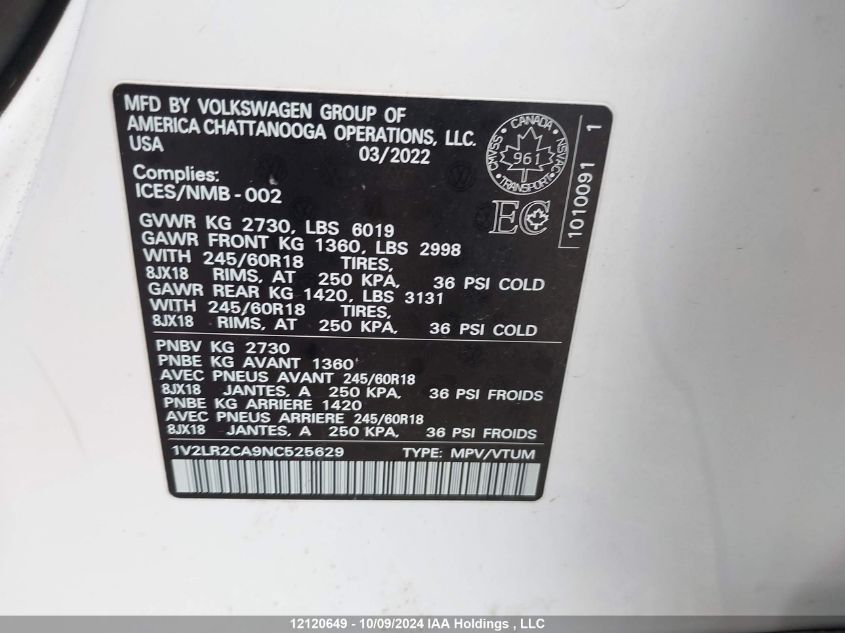 MFD BY VOLKSWAGEN GROUP OF
AMERICA CHATTANOOGA OPERATIONS, LLC.
USA 03/2022
Complies:
ICES/NMB-002
CANADA
CMVSS 961 NSVAC
TRANSPORT
EC
1010091 1
GVWR KG 2730, LBS 6019
GAWR FRONT KG 1360, LBS 2998
WITH 245/60R18 TIRES,
8JX18 RIMS, AT 250 KPA, 36 PSI COLD
GAWR REAR KG 1420, LBS 3131
WITH 245/60R18 TIRES,
8JX18 RIMS, AT 250 KPA, 36 PSI COLD
PNBV KG 2730
PNBE KG AVANT 1360
AVEC PNEUS AVANT 245/60R18
8JX18 JANTES, A 250 KPA, 36 PSI FROIDS
PNBE KG ARRIERE 1420
AVEC PNEUS ARRIERE 245/60R18
8JX18 JANTES, A 250 KPA, 36 PSI FROIDS
1V2LR2CA9NC525629 TYPE: MPV/VTUM
12120649 - 10/09/2024 IAA Holdings , LLC